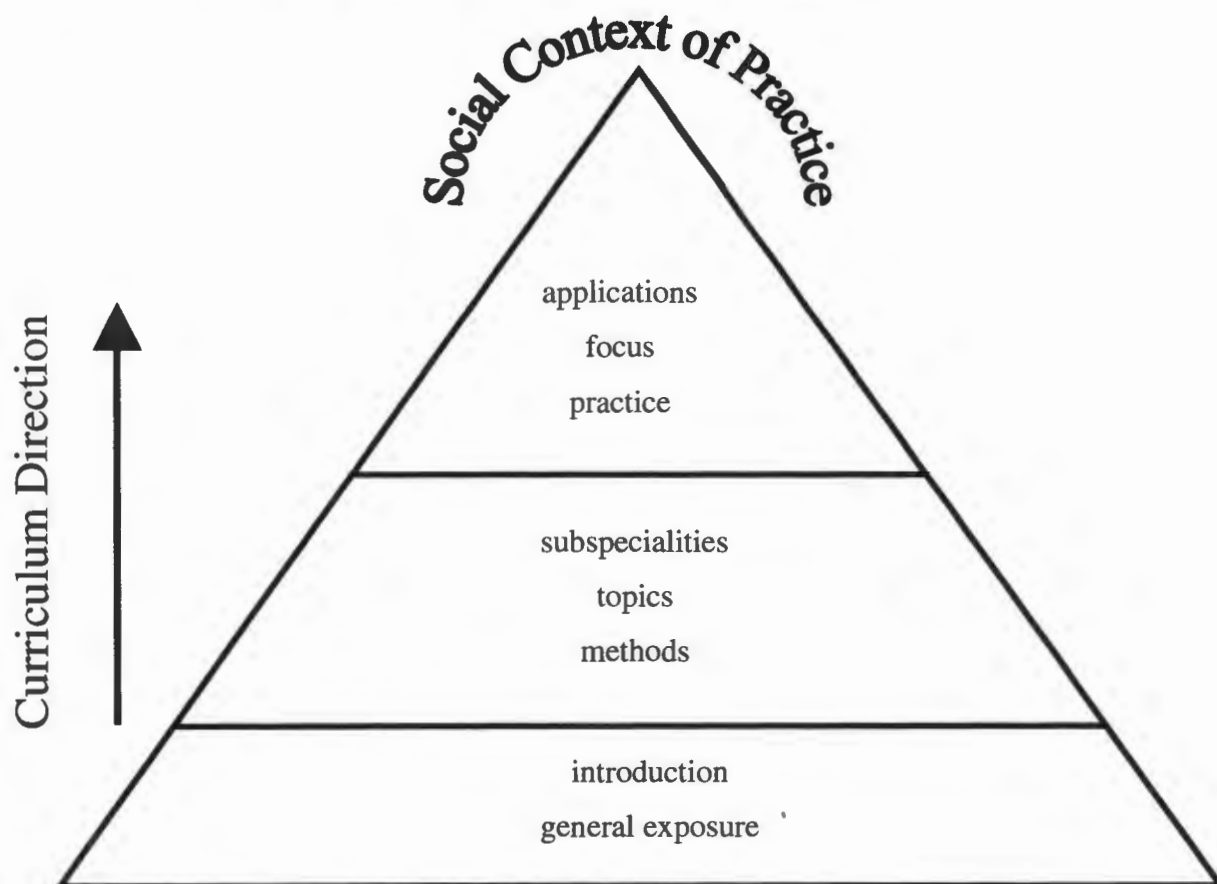 Social Context of Practice
applications
focus
practice
Curriculum Direction
subspecialities
topics
methods
introduction
general exposure